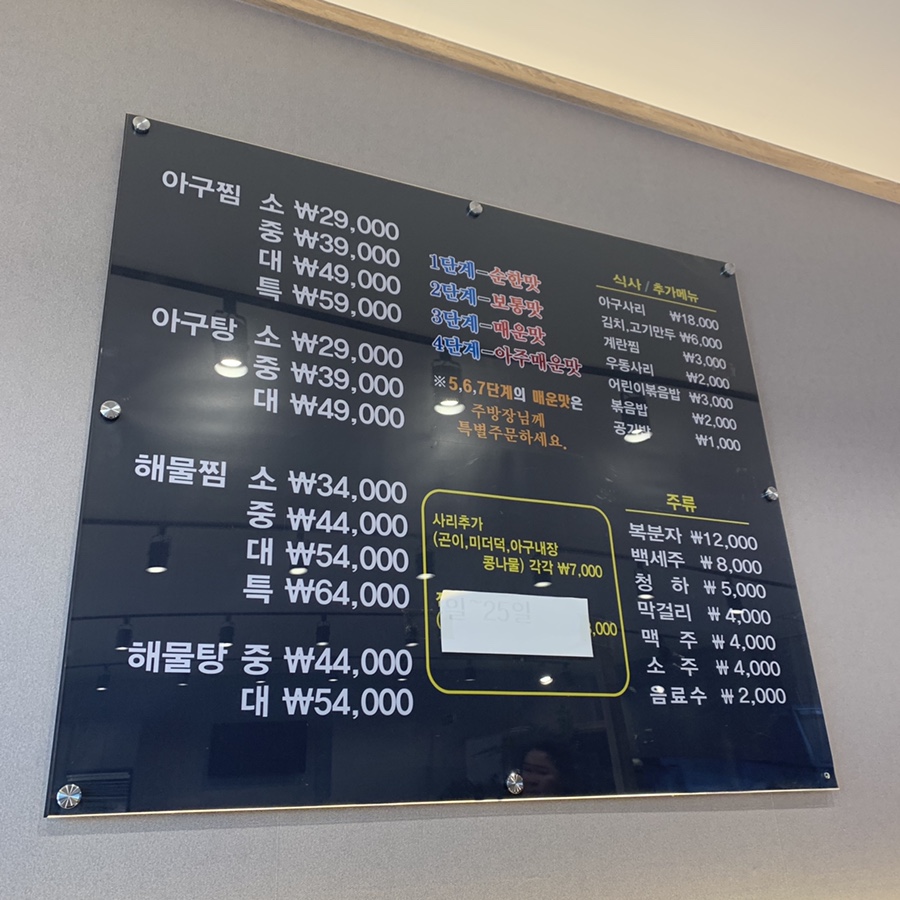 아구찜 소 ₩29,000
중 ₩39,000
대 ₩49,000
특 ₩59,000
아구탕 소 ₩29,000
중 ₩39,000
대 ₩49,000
해물찜 소 ₩34,000
중 ₩44,000
대 ₩54,000
특 ₩64,000
해물탕 중 ₩44,000
대 ₩54,000
1단계-순한맛
2단계-보통맛
3단계-매운맛
4단계-아주매운맛
※5,6,7단계의 매운맛은
주방장님께
특별주문하세요.
사리추가
(곤이,미더덕,아구내장
콩나물) 각각 ₩7,000
일~25일
,000
식사 / 추가메뉴
아구사리 ₩18,000
김치,고기만두 ₩6,000
계란찜 ₩3,000
우동사리 ₩2,000
어린이볶음밥 ₩3,000
볶음밥 ₩2,000
공기밥 ₩1,000
주류
복분자 ₩12,000
백세주 ₩8,000
청 하 ₩5,000
막걸리 ₩4,000
맥 주 ₩4,000
소 주 ₩4,000
음료수 ₩2,000